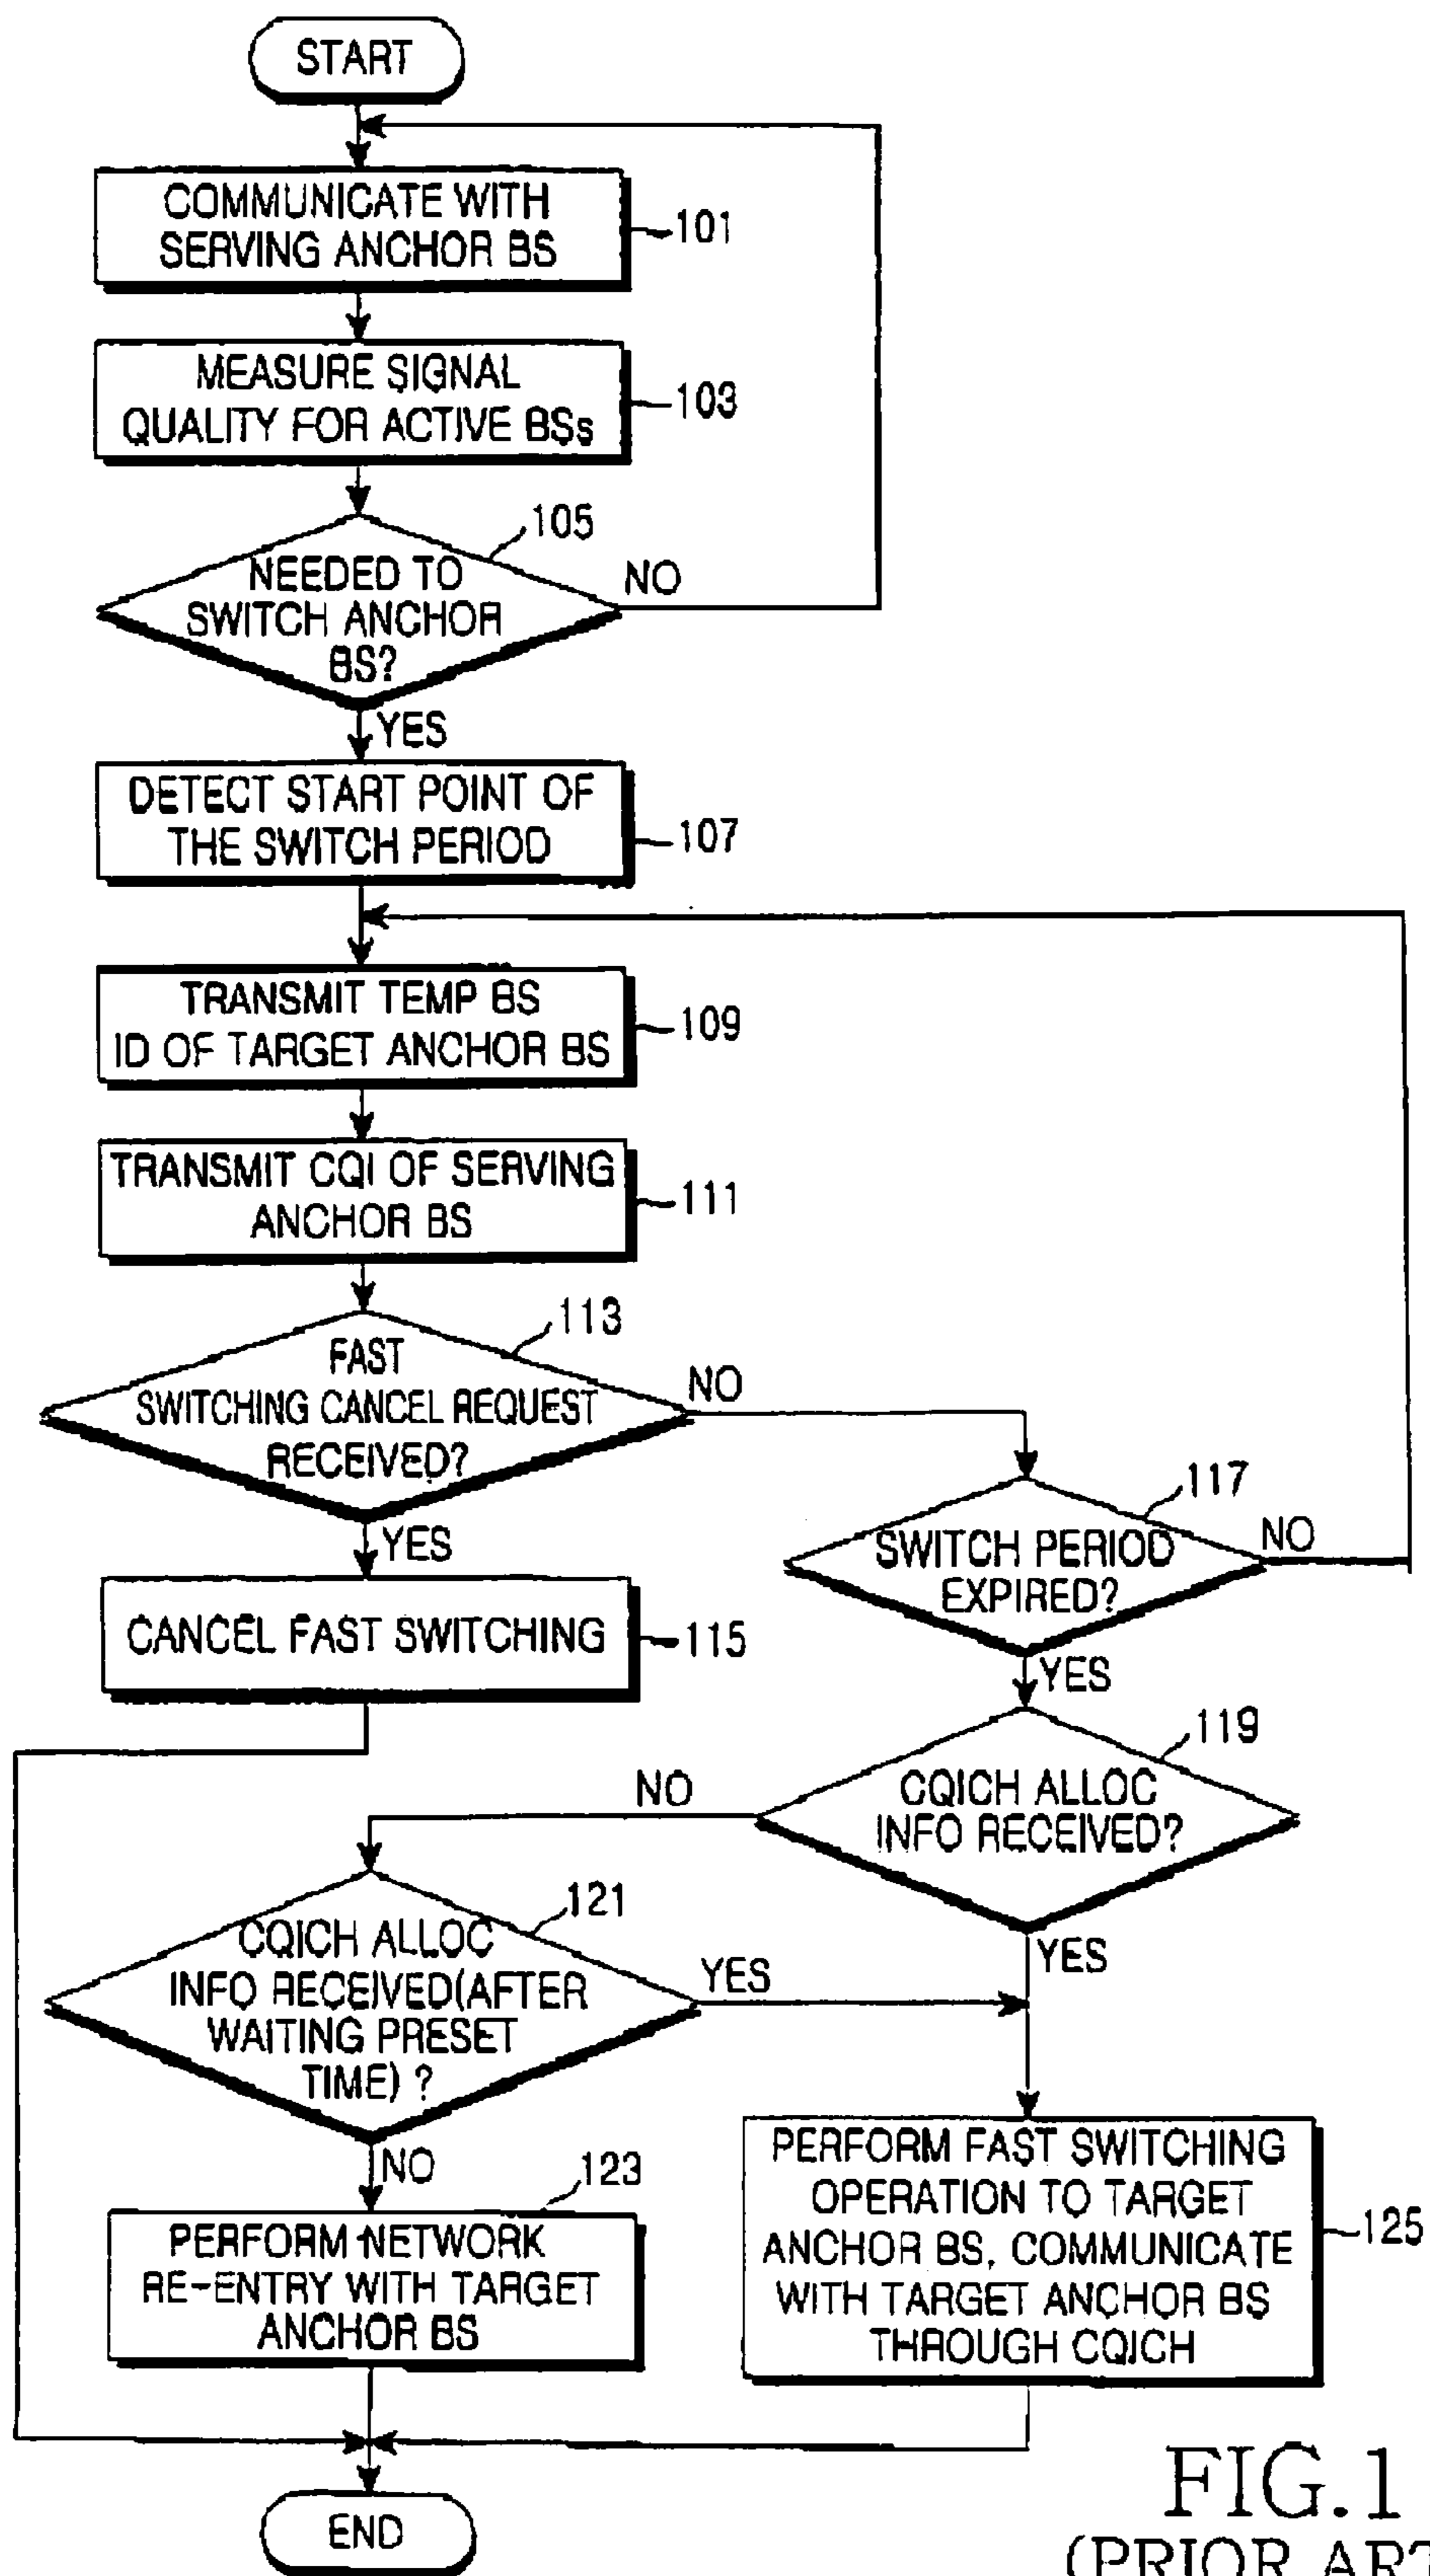 START
COMMUNICATE WITH
SERVING ANCHOR BS
101
MEASURE SIGNAL
QUALITY FOR ACTIVE BSs
103
105
NEEDED TO
SWITCH ANCHOR
BS?
NO
YES
DETECT START POINT OF
THE SWITCH PERIOD
107
TRANSMIT TEMP BS
ID OF TARGET ANCHOR BS
109
TRANSMIT CQI OF SERVING
ANCHOR BS
111
113
FAST
SWITCHING CANCEL REQUEST
RECEIVED?
NO
YES
117
SWITCH PERIOD
EXPIRED?
NO
YES
CANCEL FAST SWITCHING
115
119
CQICH ALLOC
INFO RECEIVED?
NO
YES
121
CQICH ALLOC
INFO RECEIVED(AFTER
WAITING PRESET
TIME) ?
YES
NO
123
PERFORM NETWORK
RE-ENTRY WITH TARGET
ANCHOR BS
PERFORM FAST SWITCHING
OPERATION TO TARGET
ANCHOR BS, COMMUNICATE
WITH TARGET ANCHOR BS
THROUGH CQICH
125
END
FIG.1
(PRIOR ART